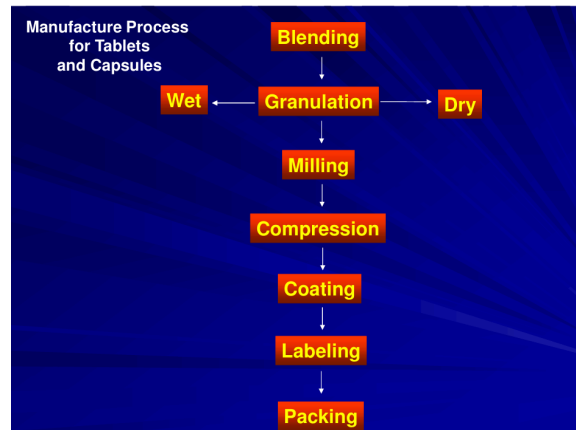 Manufacture Process
for Tablets
and Capsules
Blending
Wet
Granulation
Dry
Milling
Compression
Coating
Labeling
Packing